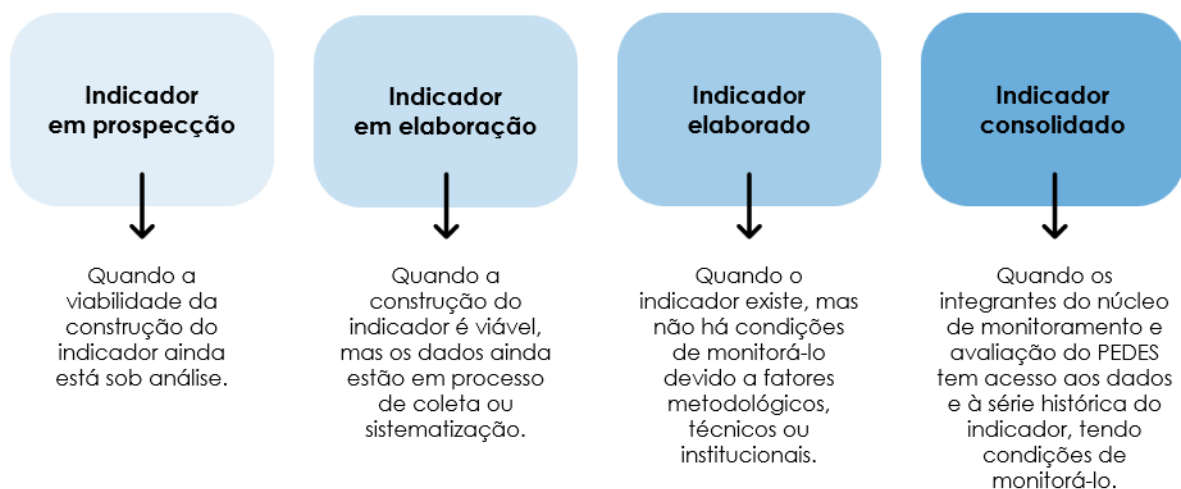 Indicador
em prospecção
Quando a
viabilidade da
construção do
indicador ainda
está sob análise.
Indicador
em elaboração
Quando a
construção do
indicador é viável,
mas os dados ainda
estão em processo
de coleta ou
sistematização.
Indicador
elaborado
Quando o
indicador existe, mas
não há condições
de monitorá-lo
devido a fatores
metodológicos,
técnicos ou
institucionais.
Indicador
consolidado
Quando os
integrantes do núcleo
de monitoramento e
avaliação do PEDES
tem acesso aos dados
e à série histórica do
indicador, tendo
condições de
monitorá-lo.